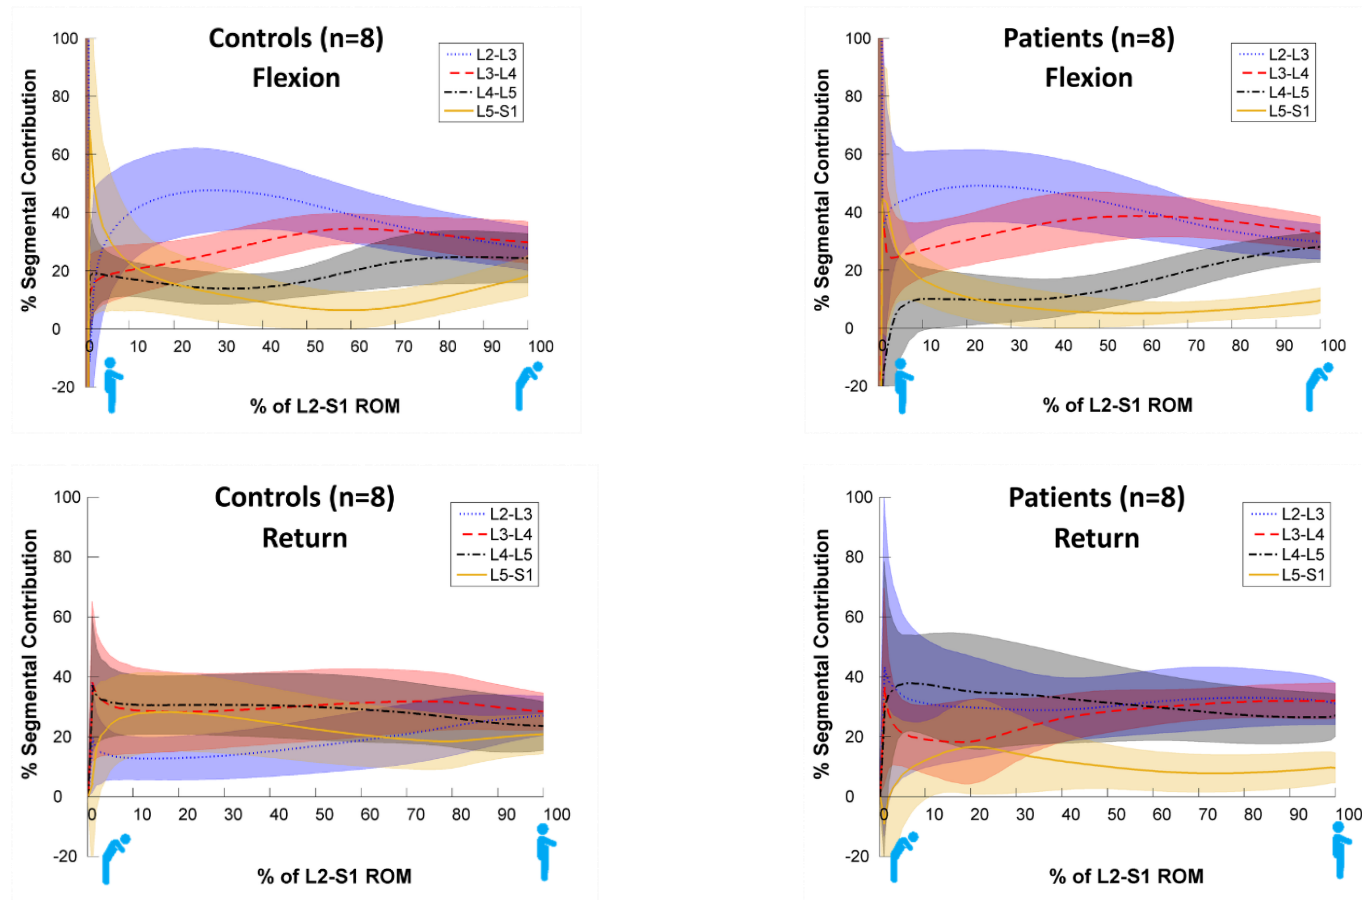 Controls (n=8)
Flexion
% Segmental Contribution
100
80
60
40
20
0
-20
L2-L3
L3-L4
L4-L5
L5-S1
0 10 20 30 40 50 60 70 80 90 100
% of L2-S1 ROM
Patients (n=8)
Flexion
% Segmental Contribution
100
80
60
40
20
0
-20
L2-L3
L3-L4
L4-L5
L5-S1
0 10 20 30 40 50 60 70 80 90 100
% of L2-S1 ROM
Controls (n=8)
Return
% Segmental Contribution
100
80
60
40
20
0
-20
L2-L3
L3-L4
L4-L5
L5-S1
0 10 20 30 40 50 60 70 80 90 100
% of L2-S1 ROM
Patients (n=8)
Return
% Segmental Contribution
100
80
60
40
20
0
-20
L2-L3
L3-L4
L4-L5
L5-S1
0 10 20 30 40 50 60 70 80 90 100
% of L2-S1 ROM